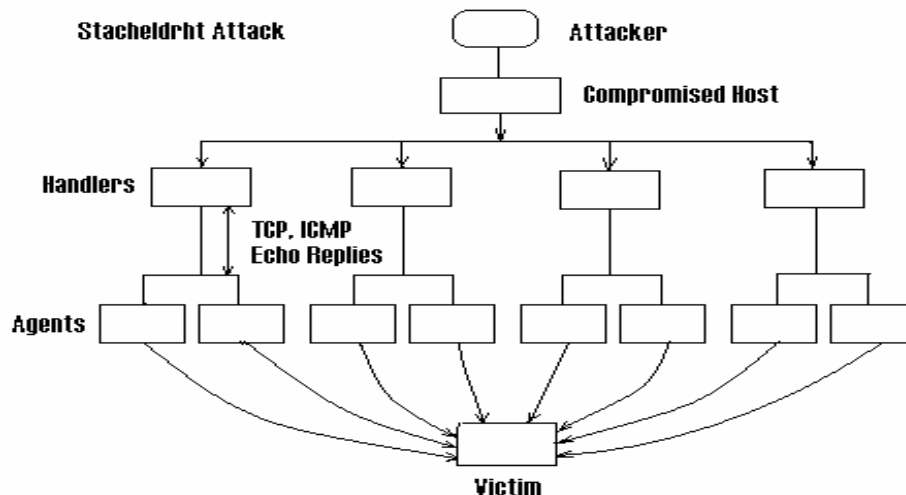 Stacheldrht Attack
Attacker
Compromised Host
Handlers
TCP, ICMP
Echo Replies
Agents
Victim